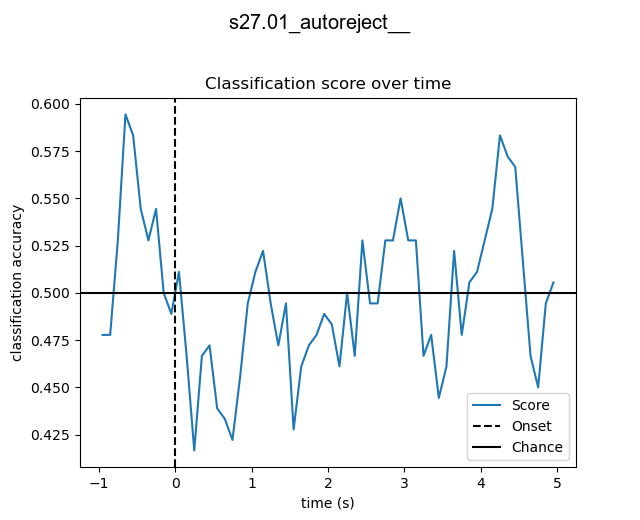 s27.01_autoreject__
Classification score over time
classification accuracy
0.600
0.575
0.550
0.525
0.500
0.475
0.450
0.425
−1
0
1
2
3
4
5
time (s)
Score
Onset
Chance